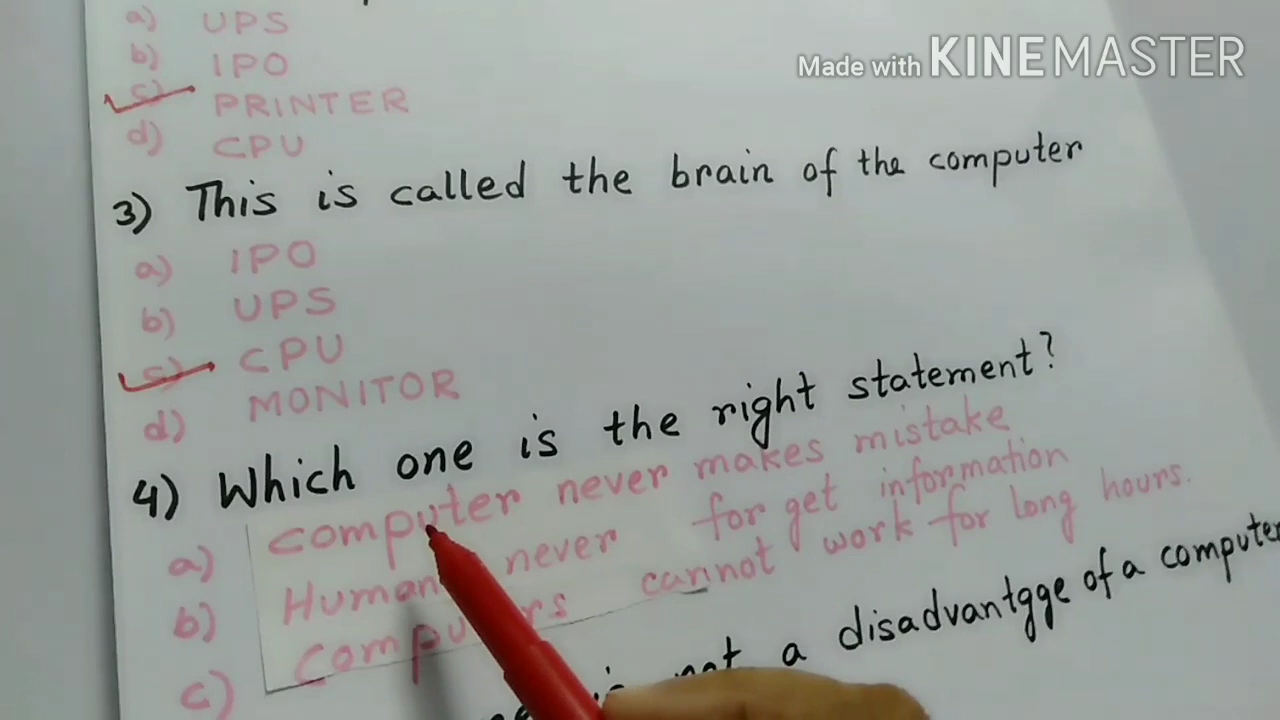 a) UPS
Made with KINEMASTER
b) IPO
c) PRINTER
d) CPU
3) This is called the brain of the computer
a) IPO
b) UPS
c) CPU
d) MONITOR
4) Which one is the right statement?
a) computer never makes mistake
b) Human never for get information
c) Computers cannot work for long hours.
not a disadvantgge of a computer